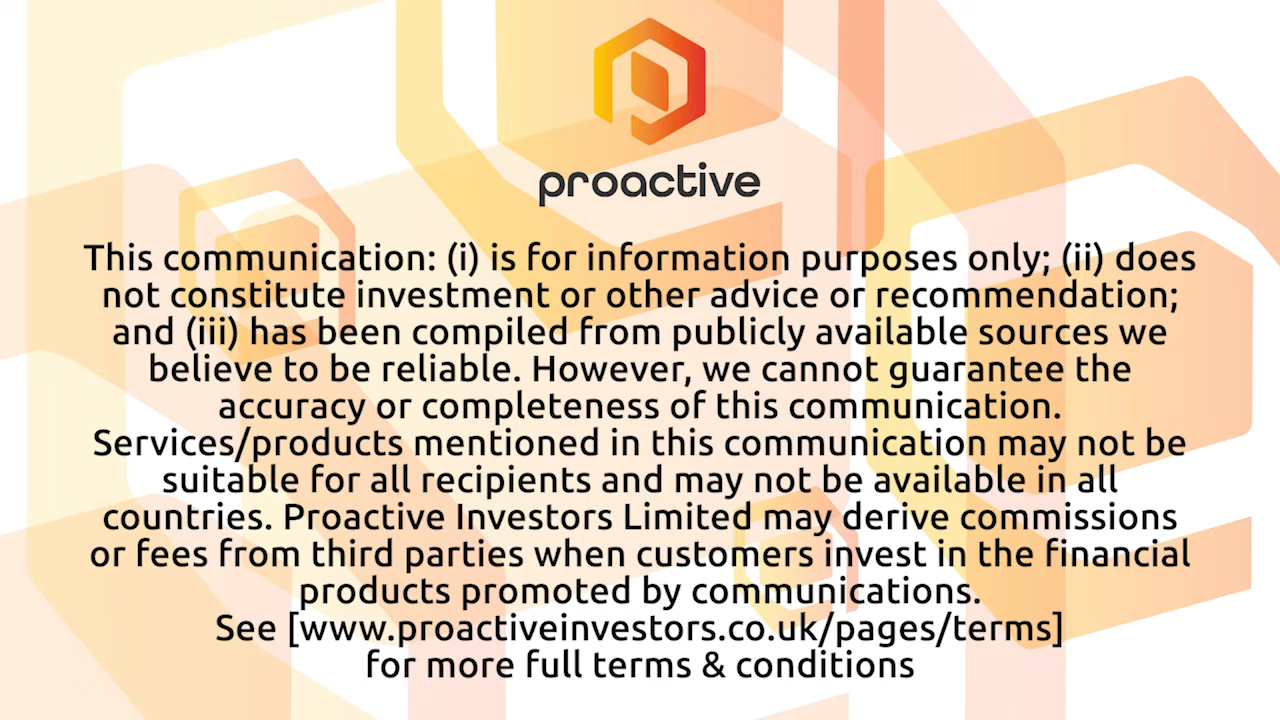 proactive
This communication: (i) is for information purposes only; (ii) does
not constitute investment or other advice or recommendation;
and (iii) has been compiled from publicly available sources we
believe to be reliable. However, we cannot guarantee the
accuracy or completeness of this communication.
Services/products mentioned in this communication may not be
suitable for all recipients and may not be available in all
countries. Proactive Investors Limited may derive commissions
or fees from third parties when customers invest in the financial
products promoted by communications.
See [www.proactiveinvestors.co.uk/pages/terms]
for more full terms & conditions